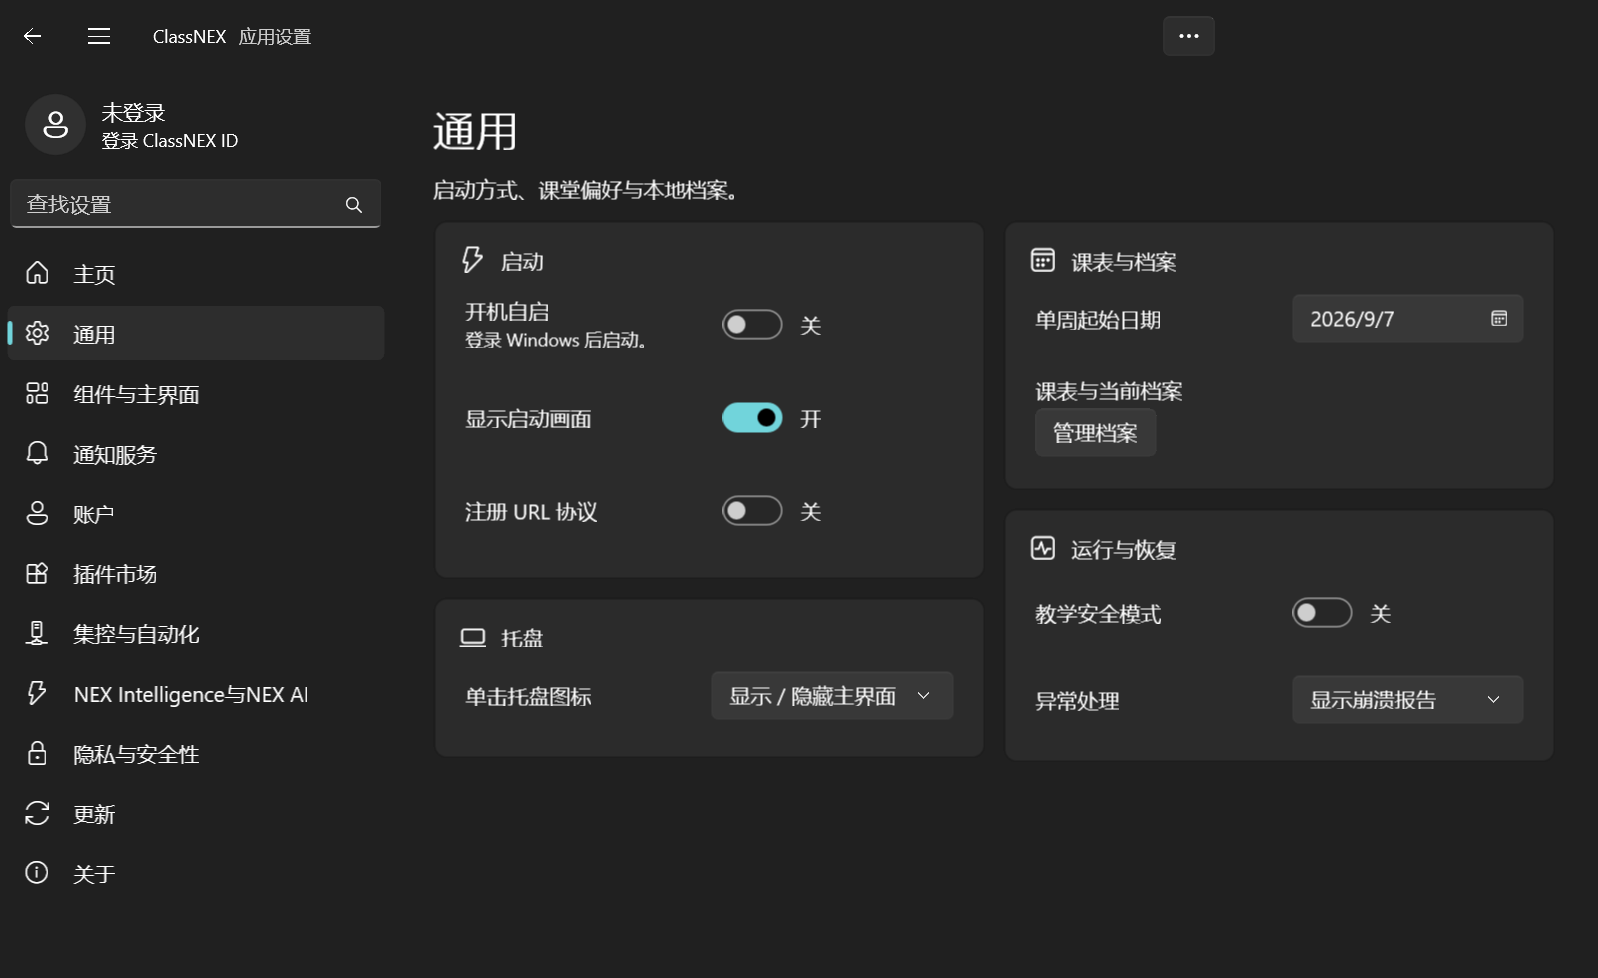 ClassNEX 应用设置
未登录
登录 ClassNEX ID
查找设置
主页
通用
组件与主界面
通知服务
账户
插件市场
集控与自动化
NEX Intelligence与NEX AI
隐私与安全性
更新
关于
通用
启动方式、课堂偏好与本地档案。
启动
开机自启
登录 Windows 后启动。
关
显示启动画面
开
注册 URL 协议
关
托盘
单击托盘图标
显示 / 隐藏主界面
课表与档案
单周起始日期
2026/9/7
课表与当前档案
管理档案
运行与恢复
教学安全模式
关
异常处理
显示崩溃报告